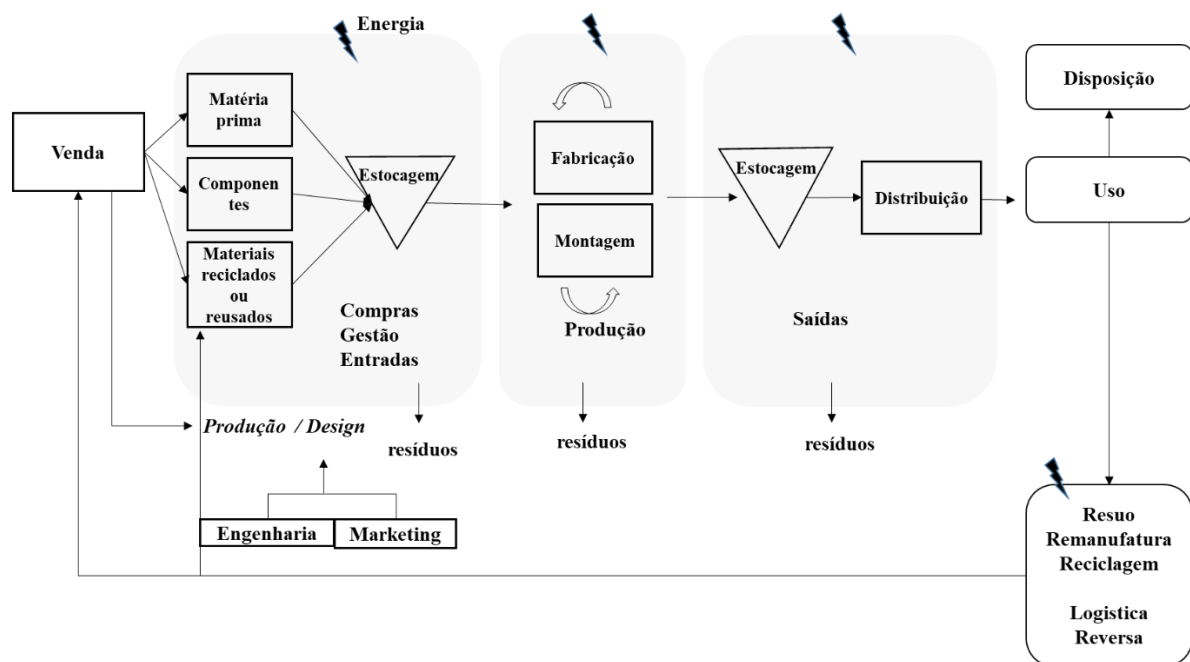 Energia
Venda
Matéria
prima
Componen
tes
Materiais
reciclados
ou
reusados
Estocagem
Compras
Gestão
Entradas
Fabricação
Montagem
Produção
Estocagem
Distribuição
Saídas
Disposição
Uso
Produção / Design
resíduos
resíduos
resíduos
Engenharia
Marketing
Resuo
Remanufatura
Reciclagem
Logistica
Reversa